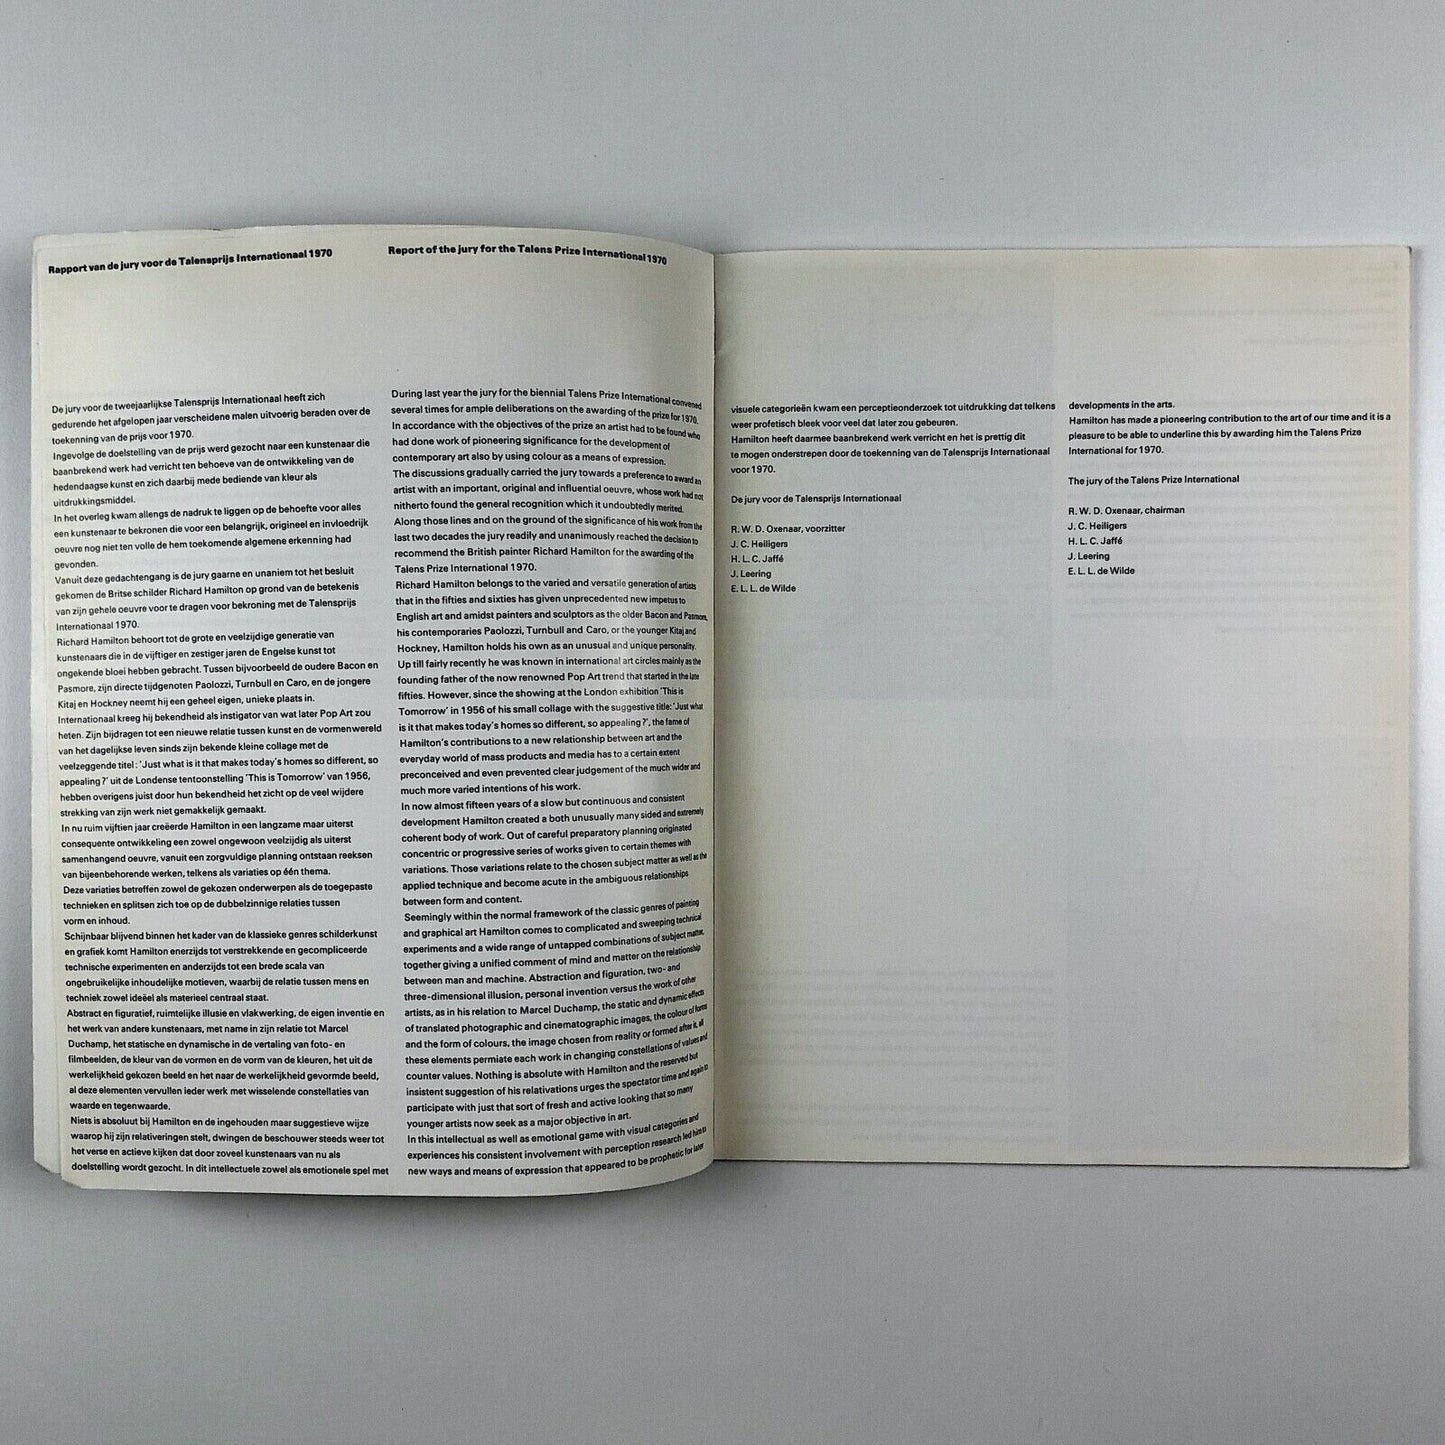 Rapport van de jury voor de Talensprijs Internationaal 1970
De jury voor de tweejaarlijkse Talensprijs Internationaal heeft zich
gedurende het afgelopen jaar verscheidene malen uitvoerig beraden over de
toekenning van de prijs voor 1970.
Ingevolge de doelstelling van de prijs werd gezocht naar een kunstenaar die
baanbrekend werk had verricht ten behoeve van de ontwikkeling van de
hedendaagse kunst en zich daarbij mede bediende van kleur als
uitdrukkingsmiddel.
In het overleg kwam allengs de nadruk te liggen op de behoefte voor alles
een kunstenaar te bekronen die voor een belangrijk, origineel en invloedrijk
oeuvre nog niet ten volle de hem toekomende algemene erkenning had
gevonden.
Vanuit deze gedachtengang is de jury gaarne en unaniem tot het besluit
gekomen de Britse schilder Richard Hamilton op grond van de betekenis
van zijn gehele oeuvre voor te dragen voor bekroning met de Talensprijs
Internationaal 1970.
Richard Hamilton behoort tot de grote en veelzijdige generatie van
kunstenaars die in de vijftiger en zestiger jaren de Engelse kunst tot
ongekende bloei hebben gebracht. Tussen bijvoorbeeld de oudere Bacon en
Pasmore, zijn directe tijdgenoten Paolozzi, Turnbull en Caro, en de jongere
Kitaj en Hockney neemt hij een geheel eigen, unieke plaats in.
Internationaal kreeg hij bekendheid als instigator van wat later Pop Art zou
heten. Zijn bijdragen tot een nieuwe relatie tussen kunst en de vormenwereld
van het dagelijkse leven sinds zijn bekende kleine collage met de
veelzeggende titel: 'Just what is it that makes today's homes so different, so
appealing?' uit de Londense tentoonstelling 'This is Tomorrow' van 1956,
hebben overigens juist door hun bekendheid het zicht op de veel wijdere
strekking van zijn werk niet gemakkelijk gemaakt.
In nu ruim vijftien jaar creëerde Hamilton in een langzame maar uiterst
consequente ontwikkeling een zowel ongewoon veelzijdig als uiterst
samenhangend oeuvre, vanuit een zorgvuldige planning ontstaan reeksen
van bijeenbehorende werken, telkens als variaties op één thema.
Deze variaties betreffen zowel de gekozen onderwerpen als de toegepaste
technieken en splitsen zich toe op de dubbelzinnige relaties tussen
vorm en inhoud.
Schijnbaar blijvend binnen het kader van de klassieke genres schilderkunst
en grafiek komt Hamilton enerzijds tot verstrekkende en gecompliceerde
technische experimenten en anderzijds tot een brede scala van
ongebruikelijke inhoudelijke motieven, waarbij de relatie tussen mens en
techniek zowel ideëel als materieel centraal staat.
Abstract en figuratief, ruimtelijke illusie en vlakwerking, de eigen inventie en
het werk van andere kunstenaars, met name in zijn relatie tot Marcel
Duchamp, het statische en dynamische in de vertaling van foto- en
filmbeelden, de kleur van de vormen en de vorm van de kleuren, het uit de
werkelijkheid gekozen beeld en het naar de werkelijkheid gevormde beeld,
al deze elementen vervullen ieder werk met wisselende constellaties van
waarde en tegenwaarde.
Niets is absoluut bij Hamilton en de ingehouden maar suggestieve wijze
waarop hij zijn relativeringen stelt, dwingen de beschouwer steeds weer tot
het verse en actieve kijken dat door zoveel kunstenaars van nu als
doelstelling wordt gezocht. In dit intellectuele zowel als emotionele spel met
Report of the jury for the Talens Prize International 1970
During last year the jury for the biennial Talens Prize International convened
several times for ample deliberations on the awarding of the prize for 1970.
In accordance with the objectives of the prize an artist had to be found who
had done work of pioneering significance for the development of
contemporary art also by using colour as a means of expression.
The discussions gradually carried the jury towards a preference to award an
artist with an important, original and influential oeuvre, whose work had not
nitherto found the general recognition which it undoubtedly merited.
Along those lines and on the ground of the significance of his work from the
last two decades the jury readily and unanimously reached the decision to
recommend the British painter Richard Hamilton for the awarding of the
Talens Prize International 1970.
Richard Hamilton belongs to the varied and versatile generation of artists
that in the fifties and sixties has given unprecedented new impetus to
English art and amidst painters and sculptors as the older Bacon and Pasmore,
his contemporaries Paolozzi, Turnbull and Caro, or the younger Kitaj and
Hockney, Hamilton holds his own as an unusual and unique personality.
Up till fairly recently he was known in international art circles mainly as the
founding father of the now renowned Pop Art trend that started in the late
fifties. However, since the showing at the London exhibition 'This is
Tomorrow' in 1956 of his small collage with the suggestive title: 'Just what
is it that makes today's homes so different, so appealing?', the fame of
Hamilton's contributions to a new relationship between art and the
everyday world of mass products and media has to a certain extent
preconceived and even prevented clear judgement of the much wider and
much more varied intentions of his work.
In now almost fifteen years of a slow but continuous and consistent
development Hamilton created a both unusually many sided and extremely
coherent body of work. Out of careful preparatory planning originated
concentric or progressive series of works given to certain themes with
variations. Those variations relate to the chosen subject matter as well as the
applied technique and become acute in the ambiguous relationships
between form and content.
Seemingly within the normal framework of the classic genres of painting
and graphical art Hamilton comes to complicated and sweeping technical
experiments and a wide range of untapped combinations of subject matter,
together giving a unified comment of mind and matter on the relationship
between man and machine. Abstraction and figuration, two- and
three-dimensional illusion, personal invention versus the work of other
artists, as in his relation to Marcel Duchamp, the static and dynamic effects
of translated photographic and cinematographic images, the colour of forms
and the form of colours, the image chosen from reality or formed after it, all
these elements permiate each work in changing constellations of values and
counter values. Nothing is absolute with Hamilton and the reserved but
insistent suggestion of his relativations urges the spectator time and again to
participate with just that sort of fresh and active looking that so many
younger artists now seek as a major objective in art.
In this intellectual as well as emotional game with visual categories and
experiences his consistent involvement with perception research led him to
new ways and means of expression that appeared to be prophetic for later
visuele categorieën kwam een perceptieonderzoek tot uitdrukking dat telkens
weer profetisch bleek voor veel dat later zou gebeuren.
Hamilton heeft daarmee baanbrekend werk verricht en het is prettig dit
te mogen onderstrepen door de toekenning van de Talensprijs Internationaal
voor 1970.
De jury voor de Talensprijs Internationaal
R. W. D. Oxenaar, voorzitter
J. C. Heiligers
H. L. C. Jaffé
J. Leering
E. L. L. de Wilde
developments in the arts.
Hamilton has made a pioneering contribution to the art of our time and it is a
pleasure to be able to underline this by awarding him the Talens Prize
International for 1970.
The jury of the Talens Prize International
R. W. D. Oxenaar, chairman
J. C. Heiligers
H. L. C. Jaffé
J. Leering
E. L. L. de Wilde